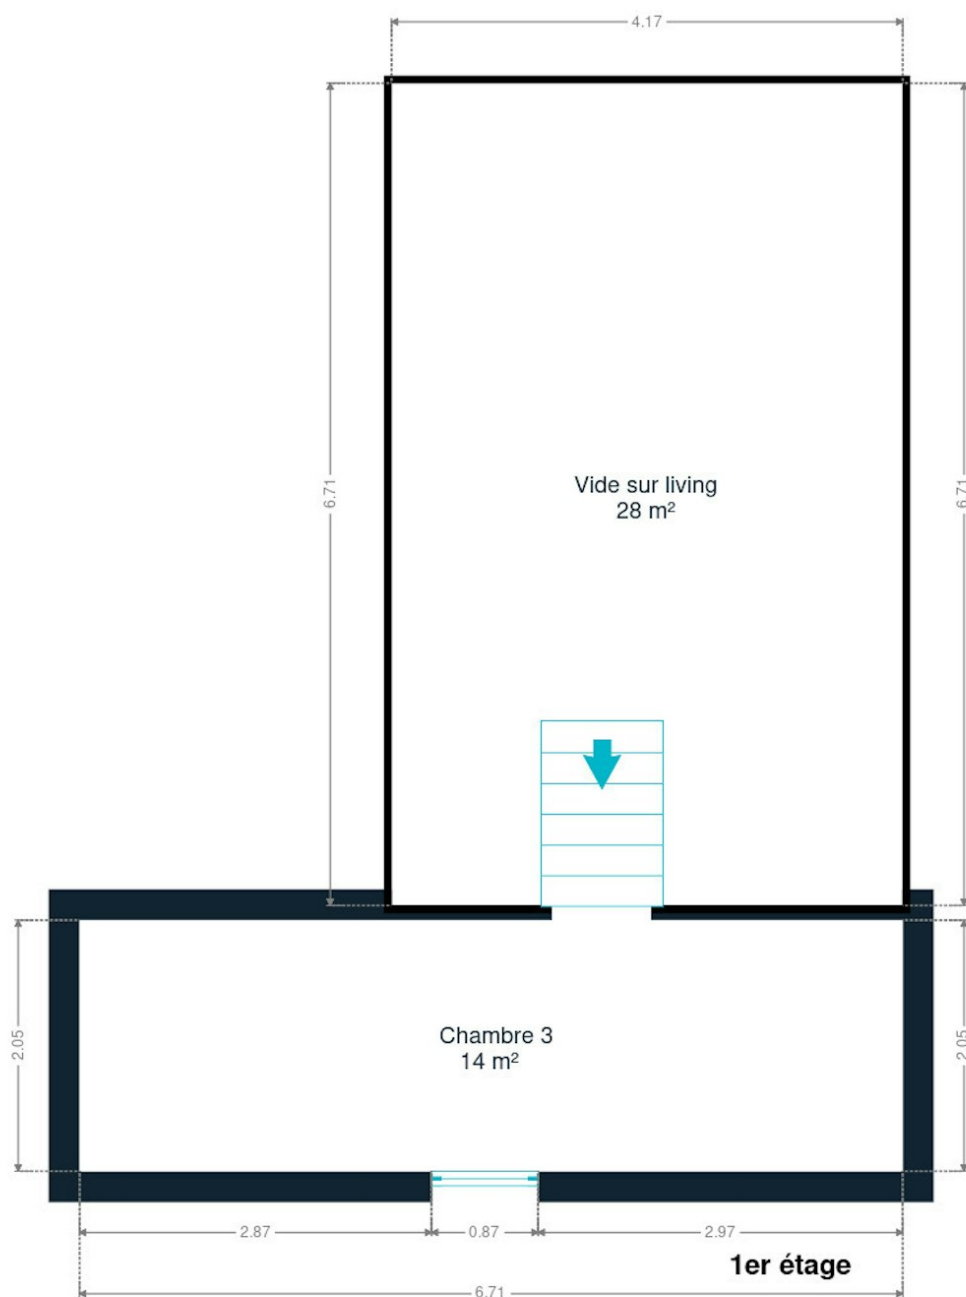 4.17
6.71
6.71
Vide sur living
28 m²
2.05
2.05
Chambre 3
14 m²
2.87
0.87
2.97
1er étage
6.71